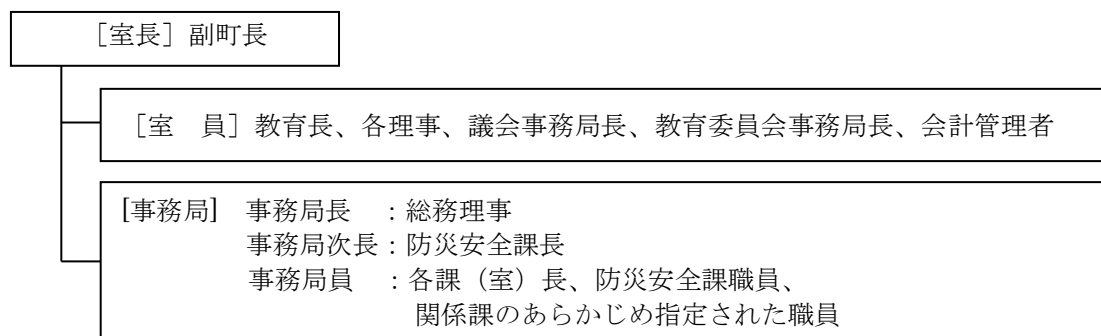 ［室長］副町長
［室　員］教育長、各理事、議会事務局長、教育委員会事務局長、会計管理者
[事務局]　事務局長　：総務理事
事務局次長：防災安全課長
事務局員　：各課（室）長、防災安全課職員、
関係課のあらかじめ指定された職員